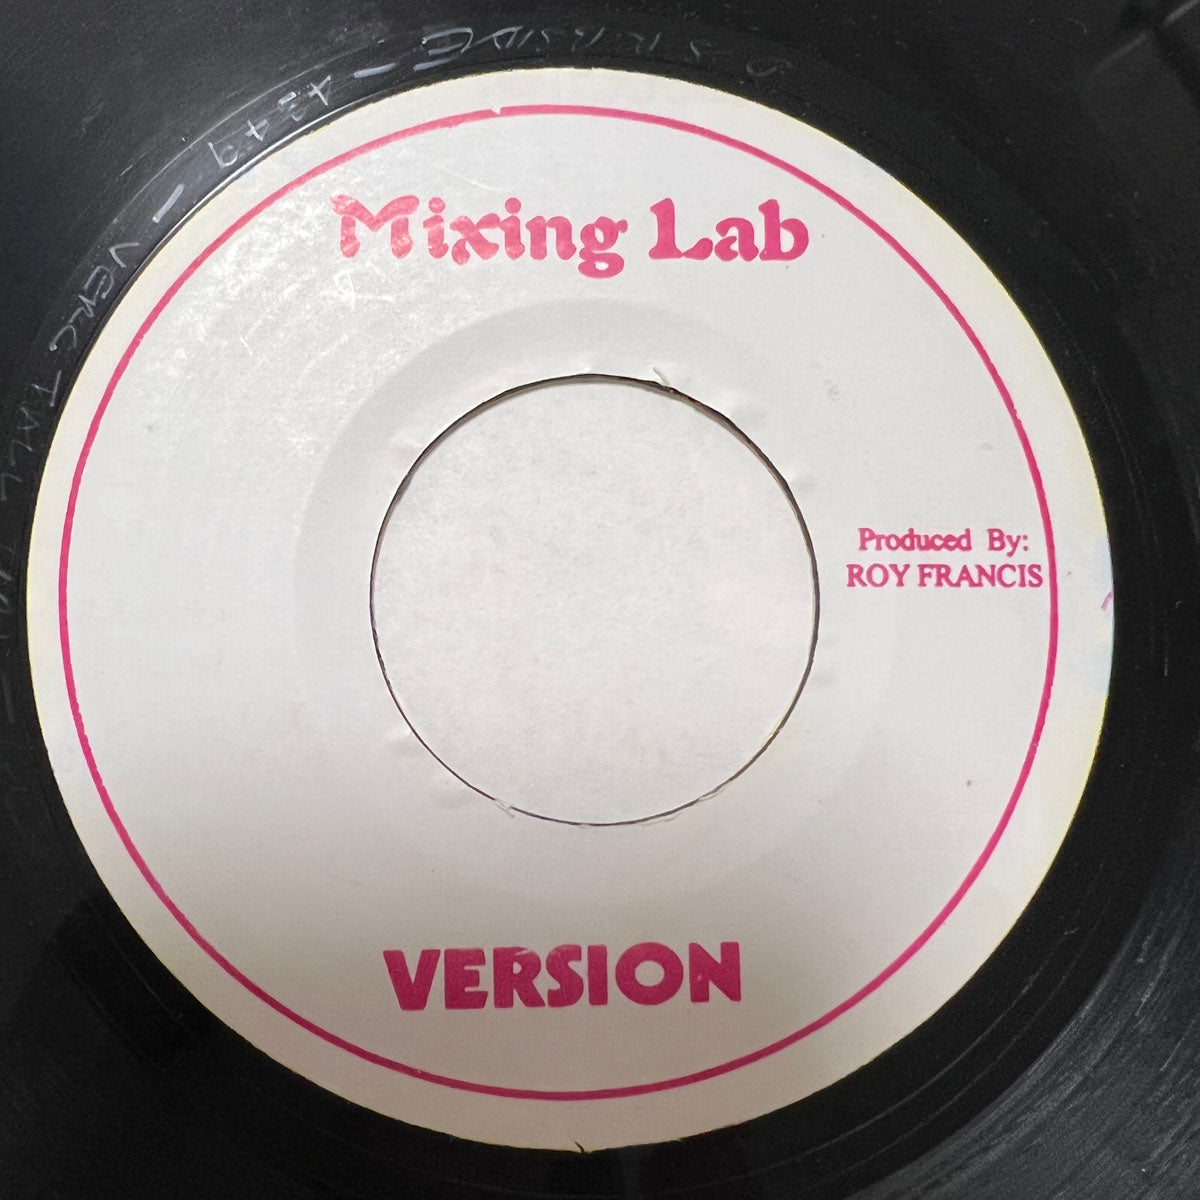 Mixing Lab
Produced By:
ROY FRANCIS
VERSION